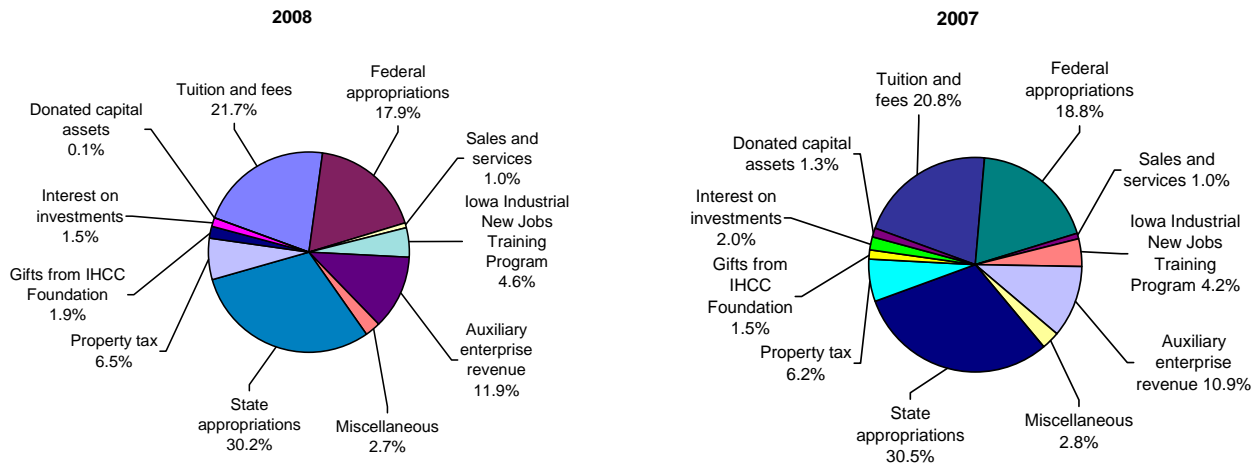 2008
Tuition and fees
21.7%
Federal
appropriations
17.9%
Donated capital
assets
0.1%
Sales and
services
1.0%
Interest on
investments
1.5%
Iowa Industrial
New Jobs
Training
Program
4.6%
Gifts from IHCC
Foundation
1.9%
Property tax
6.5%
Auxiliary
enterprise
revenue
11.9%
State
appropriations
30.2%
Miscellaneous
2.7%
2007
Tuition and
fees 20.8%
Federal
appropriations
18.8%
Donated capital
assets 1.3%
Sales and
services 1.0%
Interest on
investments
2.0%
Iowa Industrial
New Jobs
Training
Program 4.2%
Gifts from
IHCC
Foundation
1.5%
Property tax
6.2%
Auxiliary
enterprise
revenue 10.9%
State
appropriations
30.5%
Miscellaneous
2.8%